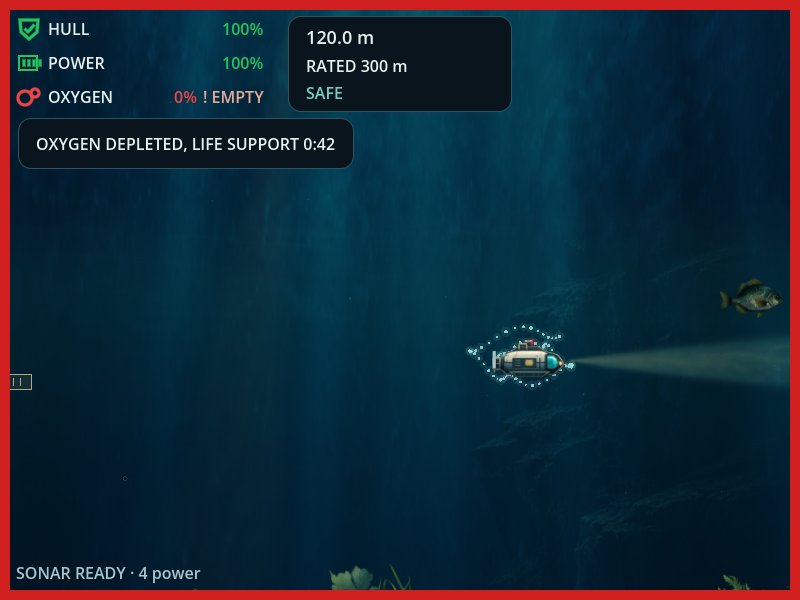 HULL 100%
POWER 100%
OXYGEN 0% ! EMPTY
120.0 m
RATED 300 m
SAFE
OXYGEN DEPLETED, LIFE SUPPORT 0:42
SONAR READY · 4 power